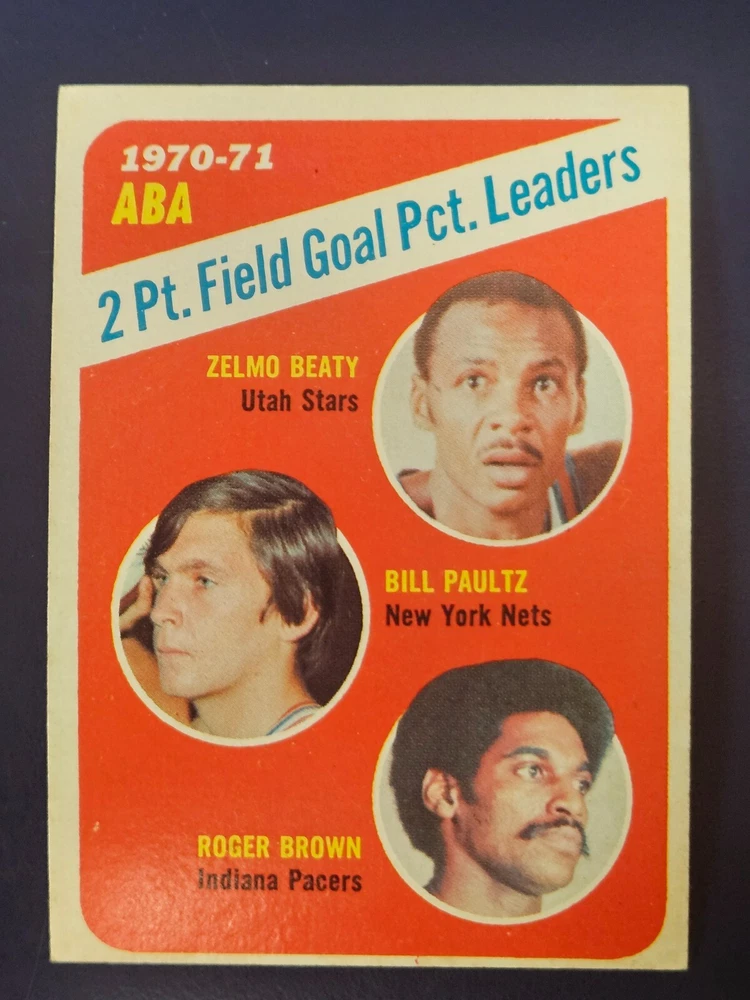 1970-71
ABA
2 Pt. Field Goal Pct. Leaders
ZELMO BEATY
Utah Stars
BILL PAULTZ
New York Nets
ROGER BROWN
Indiana Pacers